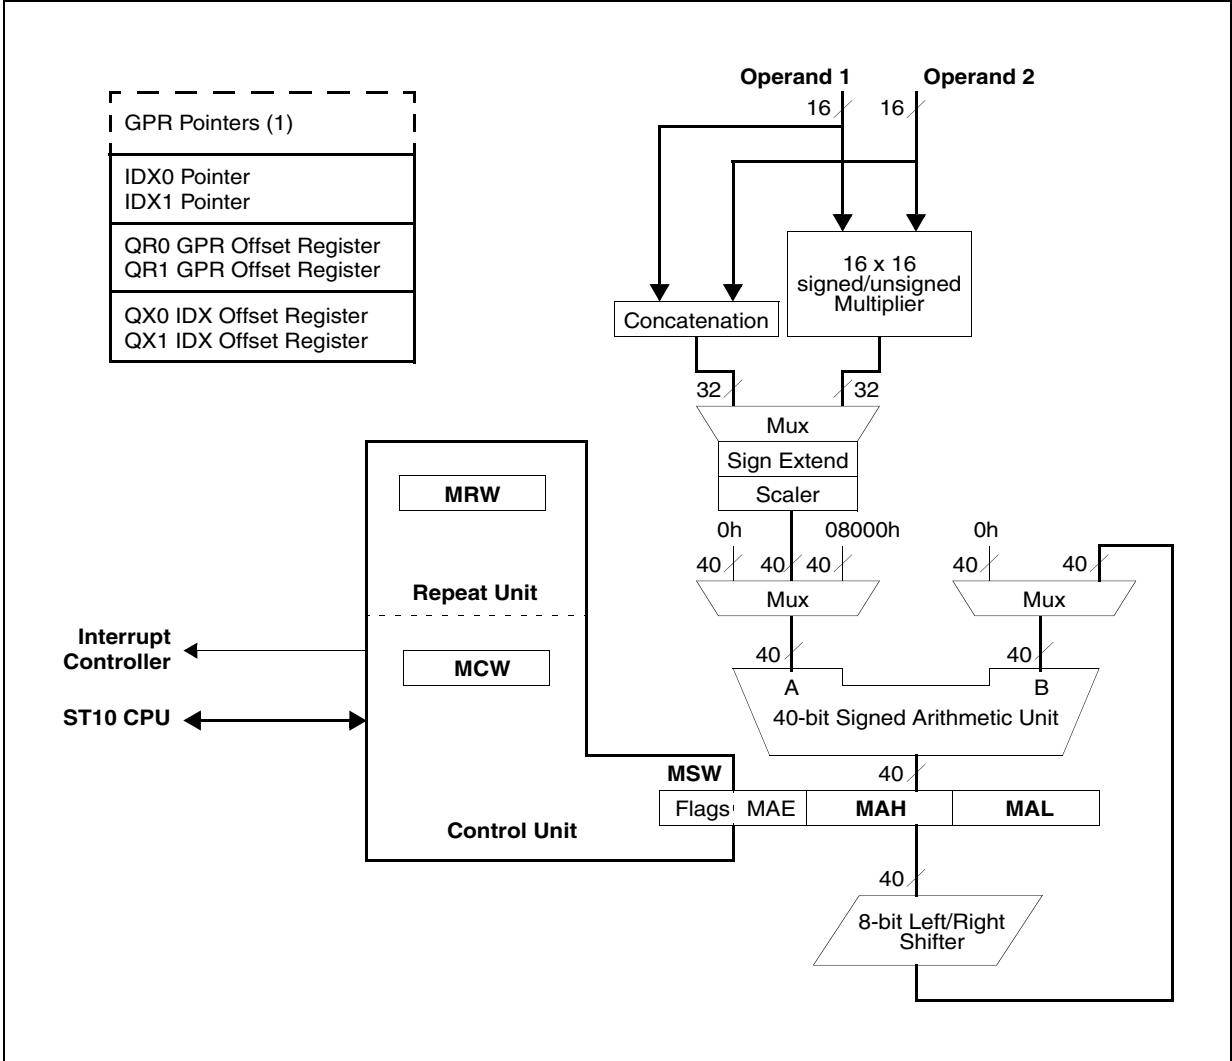 Operand 1
Operand 2
16
16
GPR Pointers (1)
IDX0 Pointer
IDX1 Pointer
QR0 GPR Offset Register
QR1 GPR Offset Register
QX0 IDX Offset Register
QX1 IDX Offset Register
16 x 16
signed/unsigned
Multiplier
Concatenation
32
32
Mux
Sign Extend
Scaler
MRW
0h
08000h
0h
40
40
40
40
40
Repeat Unit
Mux
Mux
Interrupt
Controller
MCW
40
40
A
B
ST10 CPU
40-bit Signed Arithmetic Unit
MSW
40
Flags
MAE
MAH
MAL
Control Unit
40
8-bit Left/Right
Shifter